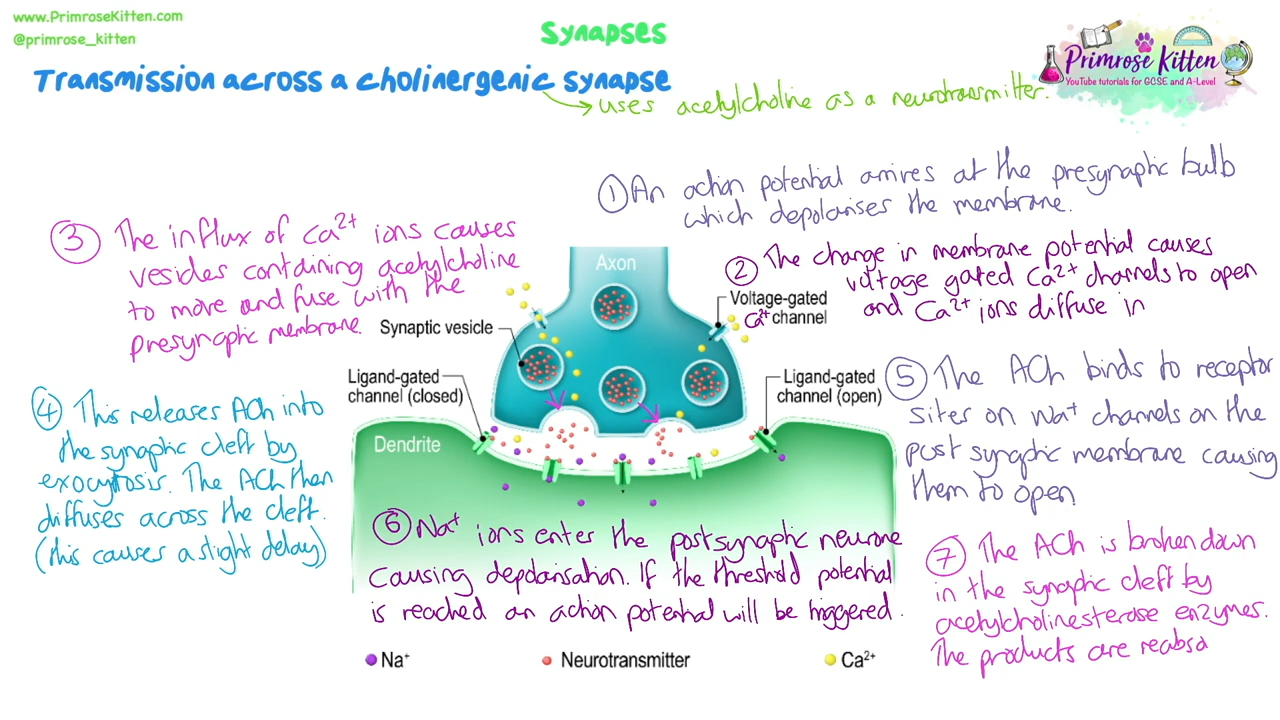 www.PrimroseKitten.com
@primrose_kitten
Synapses
Primrose Kitten
YouTube tutorials for GCSE and A-Level
Transmission across a cholinergenic synapse
uses acetylcholine as a neurotransmitter.
① An action potential arrives at the presynaptic bulb
which depolarises the membrane.
② The change in membrane potential causes
voltage gated Ca2+ channels to open
and Ca2+ ions diffuse in
③ The influx of Ca2+ ions causes
vesicles containing acetylcholine
to move and fuse with the
presynaptic membrane.
④ This releases ACh into
the synaptic cleft by
exocytosis. The ACh then
diffuses across the cleft.
(this causes a slight delay)
Axon
Voltage-gated
Ca2+ channel
Synaptic vesicle
Ligand-gated
channel (closed)
Ligand-gated
channel (open)
Dendrite
⑤ The ACh binds to receptor
sites on Na+ channels on the
post synaptic membrane causing
them to open
⑥ Na+ ions enter the postsynaptic neurone
causing depolarisation. If the threshold potential
is reached an action potential will be triggered.
⑦ The ACh is broken down
in the synaptic cleft by
acetylcholinesterase enzymes.
The products are reabso
Na+
Neurotransmitter
Ca2+